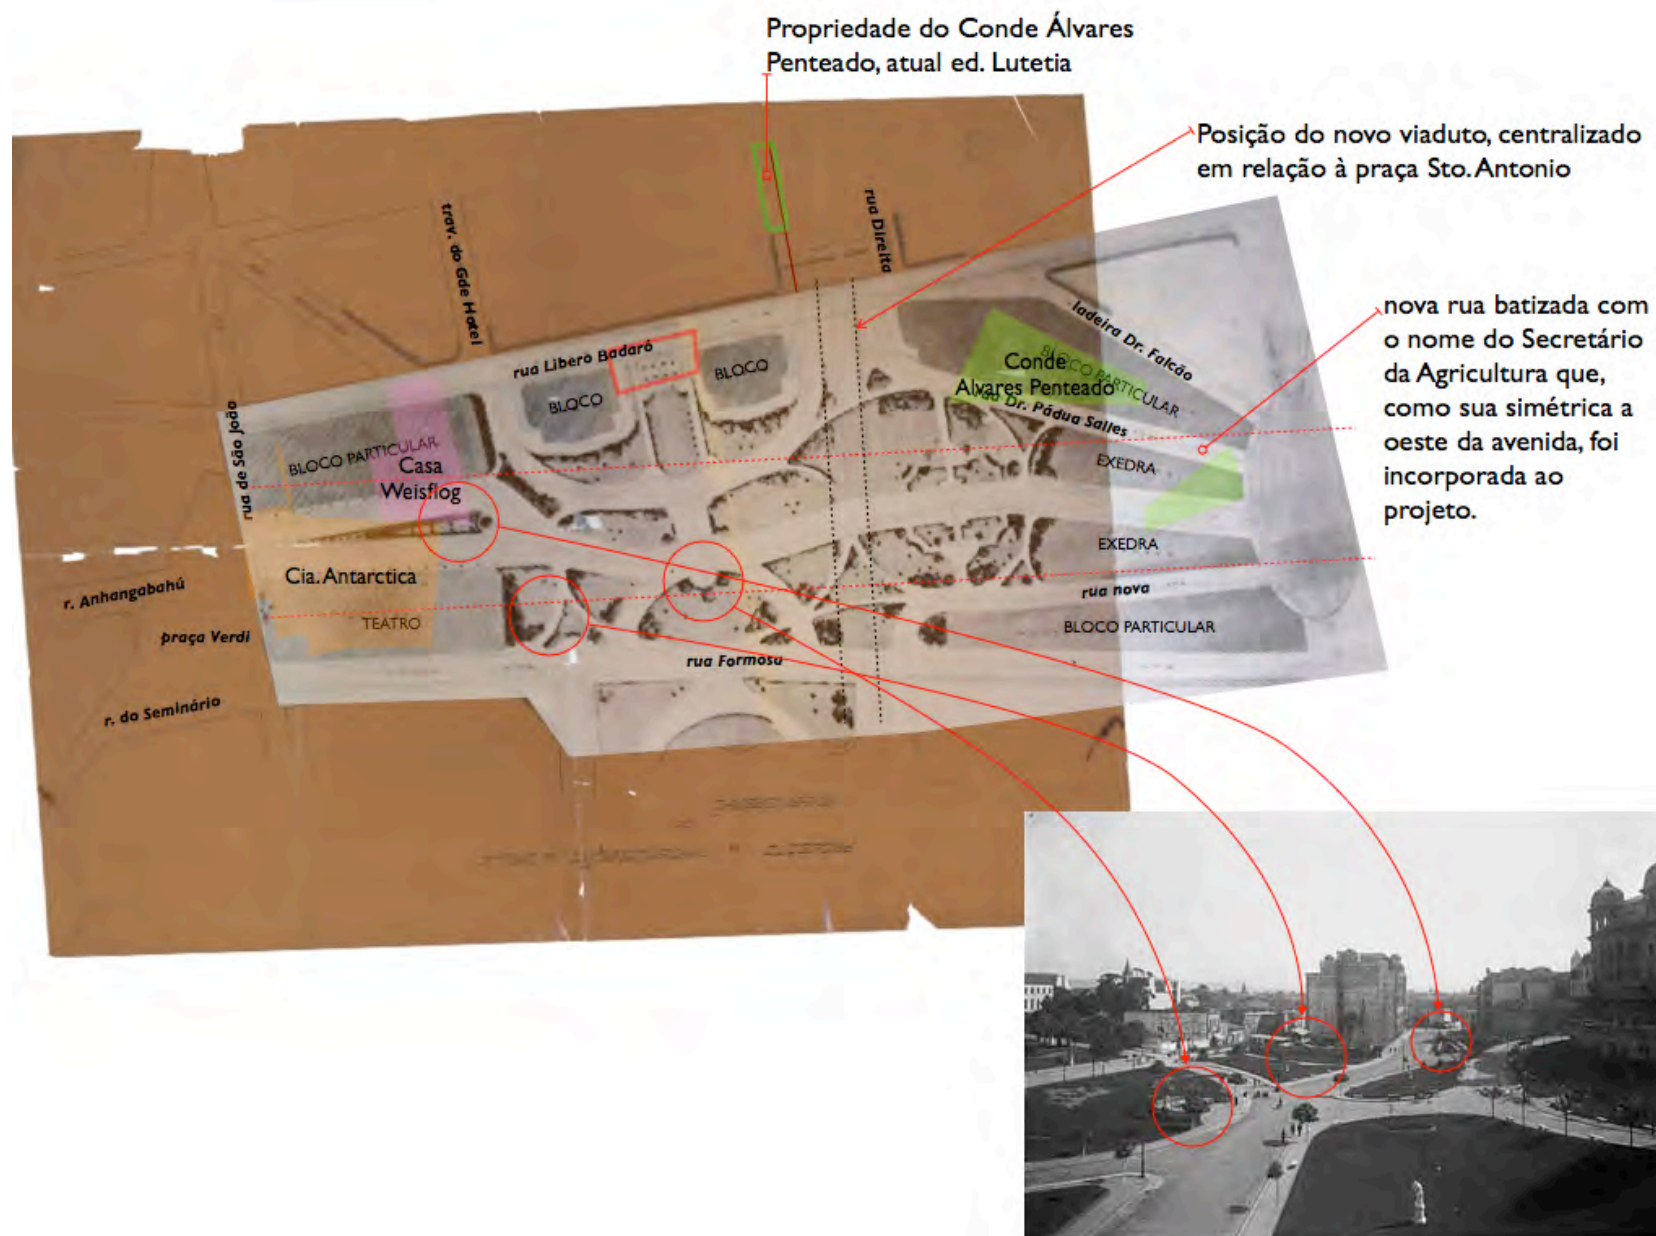 Propriedade do Conde Álvares
Penteado, atual ed. Lutetia
Posição do novo viaduto, centralizado
em relação à praça Sto. Antonio
nova rua batizada com
o nome do Secretário
da Agricultura que,
como sua simétrica a
oeste da avenida, foi
incorporada ao
projeto.
trav. do Gde Hotel
rua Direita
ladeira Dr. Falcão
rua Libero Badaró
BLOCO
BLOCO
BLOCO PARTICULAR
Conde
Alvares Penteado
rua Dr. Pádua Salles
rua de São João
BLOCO PARTICULAR
Casa
Weisflog
EXEDRA
EXEDRA
Cia. Antarctica
r. Anhangabahú
rua nova
TEATRO
praça Verdi
BLOCO PARTICULAR
rua Formosa
r. do Seminário